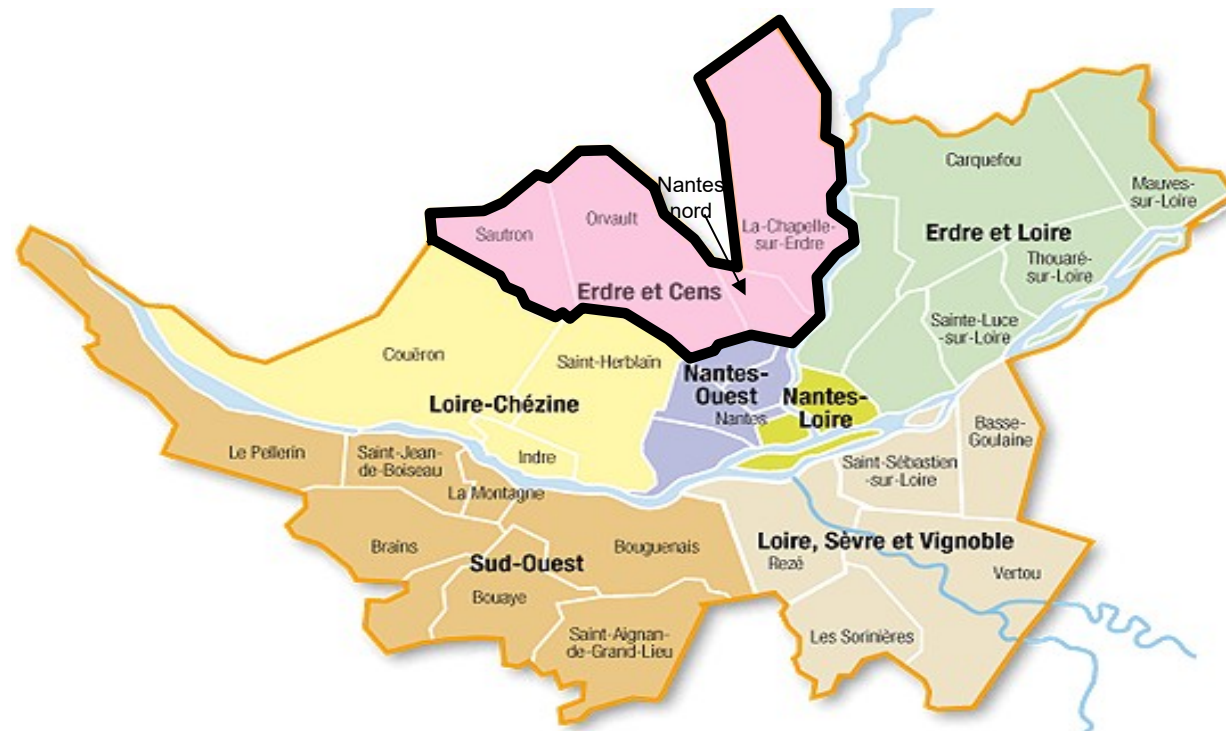 Carquefou
Mauves-
sur-Loire
Nantes
nord
Orvault
La-Chapelle-
sur-Erdre
Sautron
Erdre et Loire
Thouaré-
sur-Loire
Erdre et Cens
Sainte-Luce
-sur-Loire
Couëron
Saint-Herblain
Nantes-
Ouest
Nantes
Nantes-
Loire
Loire-Chézine
Basse-
Goulaine
Le Pellerin
Saint-Jean-
de-Boiseau
Indre
Saint-Sébastien
-sur-Loire
La Montagne
Brains
Sud-Ouest
Bouguenais
Loire, Sèvre et Vignoble
Rezé
Vertou
Bouaye
Saint-Aignan-
de-Grand-Lieu
Les Sorinières